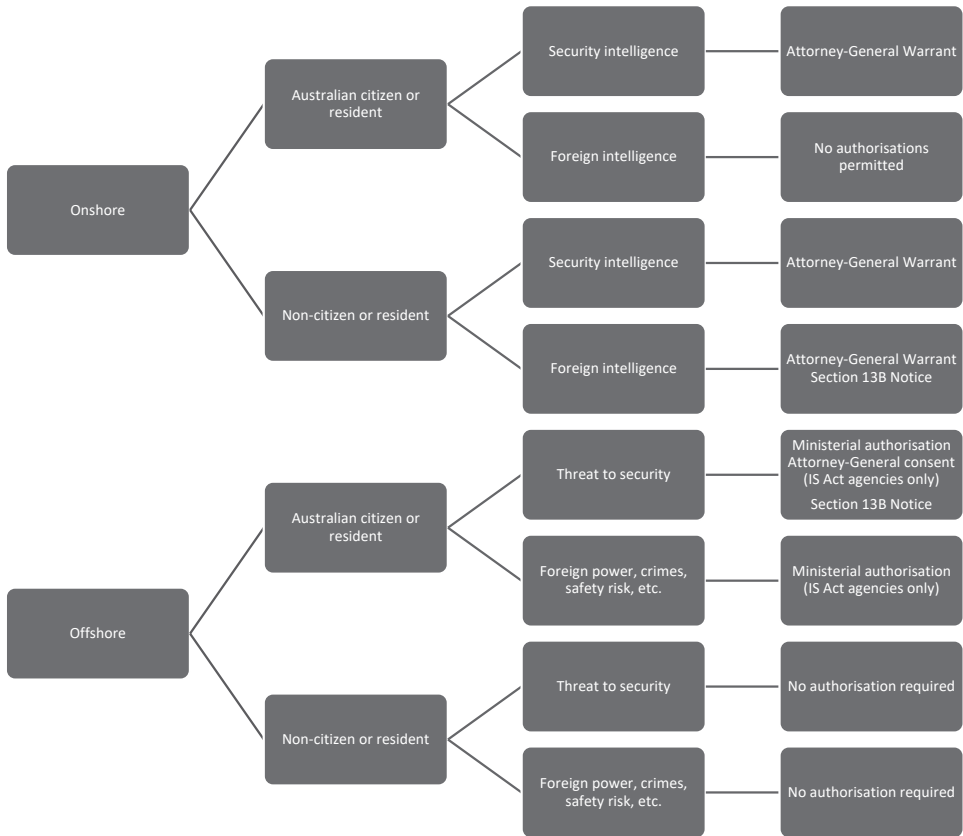 Onshore
Australian citizen or
resident
Security intelligence
Attorney-General Warrant
Foreign intelligence
No authorisations
permitted
Non-citizen or resident
Security intelligence
Attorney-General Warrant
Foreign intelligence
Attorney-General Warrant
Section 13B Notice
Offshore
Australian citizen or
resident
Threat to security
Ministerial authorisation
Attorney-General consent
(IS Act agencies only)
Section 13B Notice
Foreign power, crimes,
safety risk, etc.
Ministerial authorisation
(IS Act agencies only)
Non-citizen or resident
Threat to security
No authorisation required
Foreign power, crimes,
safety risk, etc.
No authorisation required